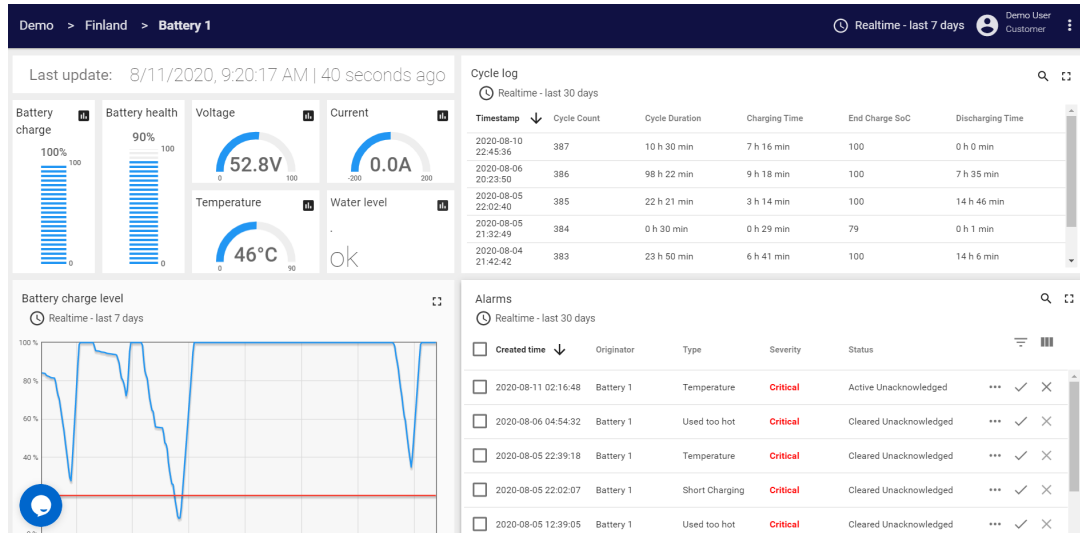 Demo > Finland > Battery 1
Realtime - last 7 days
Demo User
Customer
Last update: 8/11/2020, 9:20:17 AM | 40 seconds ago
Battery charge
100%
100
0
Battery health
90%
100
0
Voltage
52.8V
0 100
Current
0.0A
-200 200
Temperature
46°C
0 90
Water level
.
ok
Cycle log
Realtime - last 30 days
Timestamp Cycle Count Cycle Duration Charging Time End Charge SoC Discharging Time
2020-08-10 22:45:36 387 10 h 30 min 7 h 16 min 100 0 h 0 min
2020-08-06 20:23:50 386 98 h 22 min 9 h 18 min 100 7 h 35 min
2020-08-05 22:02:40 385 22 h 21 min 3 h 14 min 100 14 h 46 min
2020-08-05 21:32:49 384 0 h 30 min 0 h 29 min 79 0 h 1 min
2020-08-04 21:42:42 383 23 h 50 min 6 h 41 min 100 14 h 6 min
Battery charge level
Realtime - last 7 days
100 %
80 %
60 %
40 %
Alarms
Realtime - last 30 days
Created time Originator Type Severity Status
2020-08-11 02:16:48 Battery 1 Temperature Critical Active Unacknowledged
2020-08-06 04:54:32 Battery 1 Used too hot Critical Cleared Unacknowledged
2020-08-05 22:39:18 Battery 1 Temperature Critical Cleared Unacknowledged
2020-08-05 22:02:07 Battery 1 Short Charging Critical Cleared Unacknowledged
2020-08-05 12:39:05 Battery 1 Used too hot Critical Cleared Unacknowledged